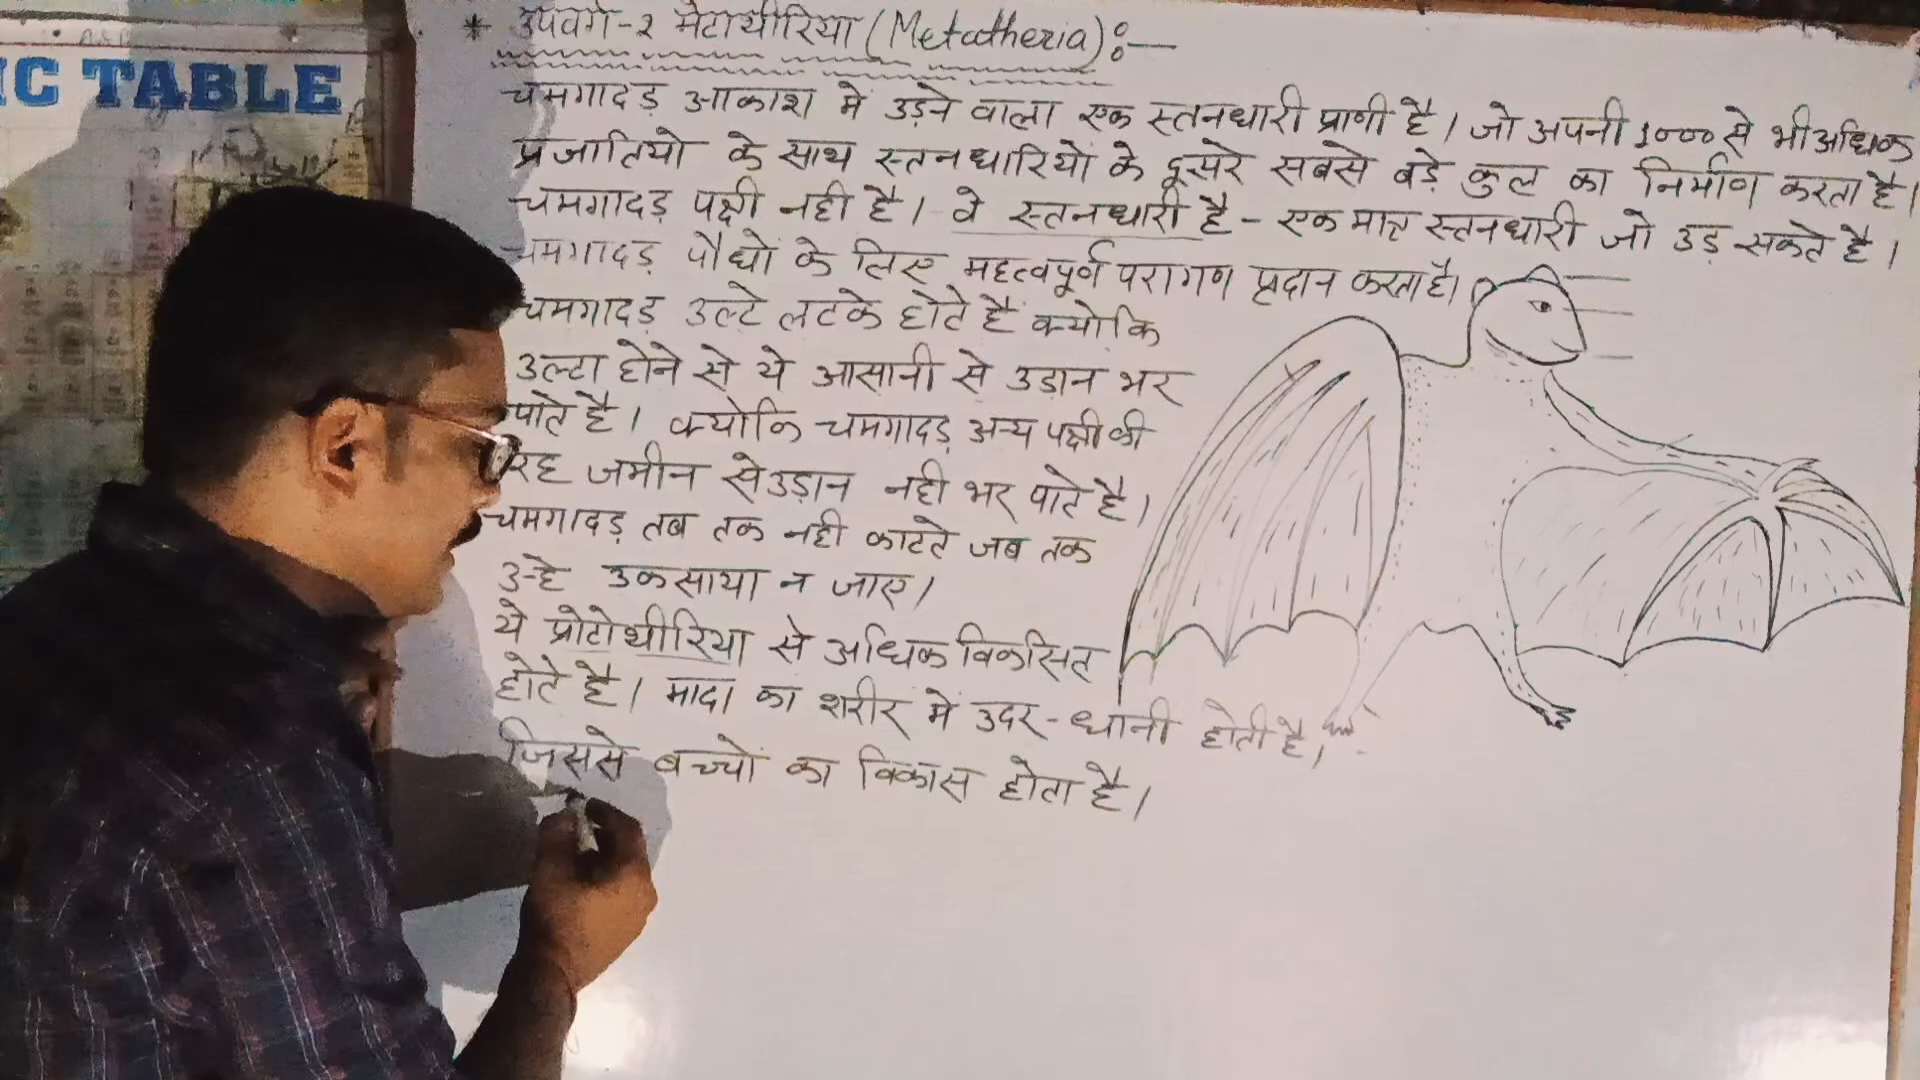 IC TABLE
* उपवर्ग-2 मेटाथीरिया (Metatheria):—
चमगादड़ आकाश में उड़ने वाला एक स्तनधारी प्राणी है। जो अपनी 1000 से भी अधिक
प्रजातियो के साथ स्तनधारियों के दूसरे सबसे बड़े कुल का निर्माण करता है।
चमगादड़ पक्षी नही है। वे स्तनधारी है - एक मात्र स्तनधारी जो उड़ सकते है।
चमगादड़ पौधों के लिए महत्वपूर्ण परागण प्रदान करता है।
चमगादड़ उल्टे लटके होते है क्योकि
उल्टा होने से ये आसानी से उडान भर
पाते है। क्योकि चमगादड़ अन्य पक्षी की
रह जमीन से उड़ान नही भर पाते है।
चमगादड़ तब तक नही काटते जब तक
उन्हे उकसाया न जाए।
ये प्रोटोथीरिया से अधिक विकसित
होते है। मादा का शरीर में उदर-धानी होती है।
जिससे बच्चों का विकास होता है।